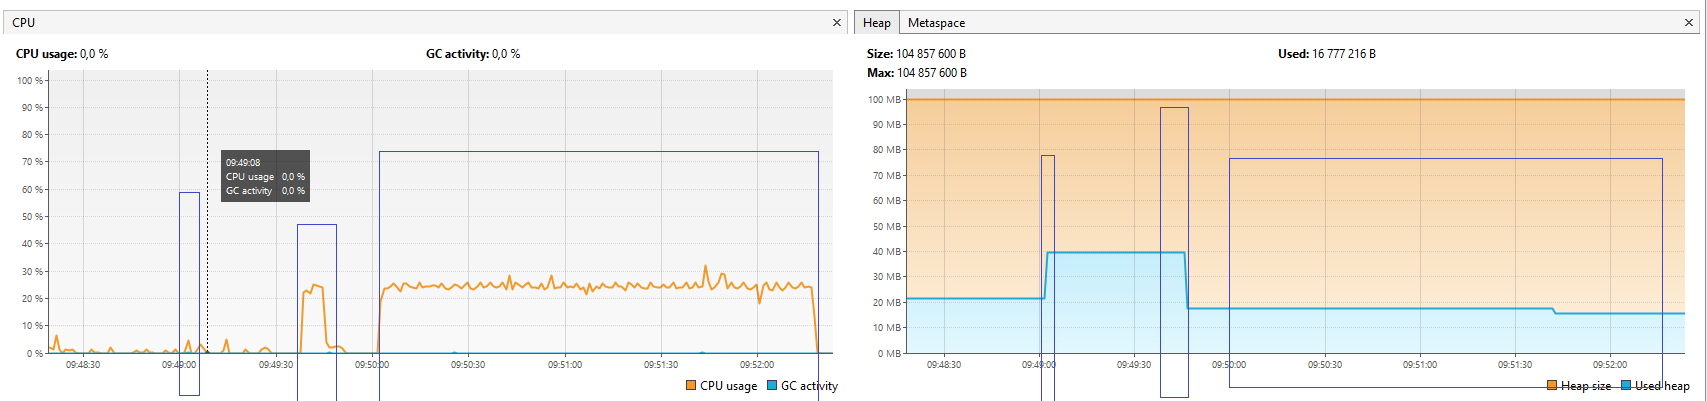 CPU
CPU usage: 0,0 %
GC activity: 0,0 %
100 %
90 %
80 %
70 %
60 %
50 %
40 %
30 %
20 %
10 %
0 %
09:49:08
CPU usage 0,0 %
GC activity 0,0 %
09:48:30
09:49:00
09:49:30
09:50:00
09:50:30
09:51:00
09:51:30
09:52:00
CPU usage
GC activity
Heap
Metaspace
Size: 104 857 600 B
Used: 16 777 216 B
Max: 104 857 600 B
100 MB
90 MB
80 MB
70 MB
60 MB
50 MB
40 MB
30 MB
20 MB
10 MB
0 MB
09:48:30
09:49:00
09:49:30
09:50:00
09:50:30
09:51:00
09:51:30
09:52:00
Heap size
Used heap